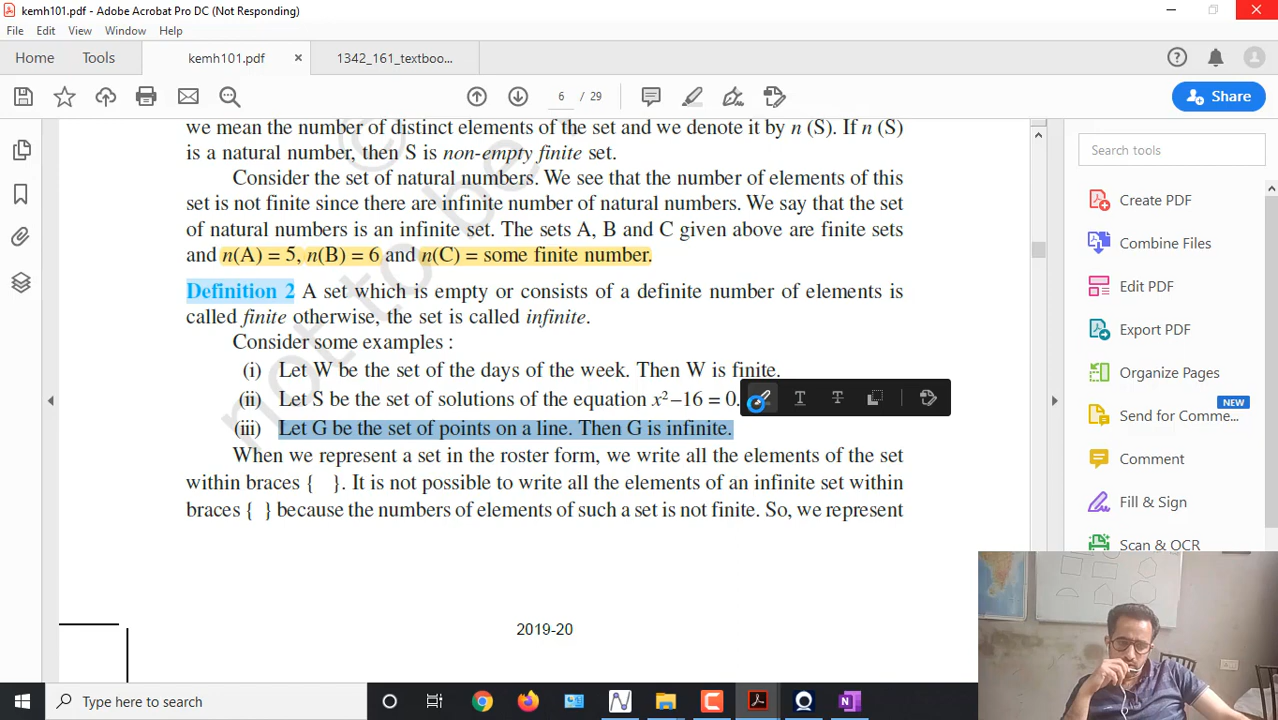 kemh101.pdf - Adobe Acrobat Pro DC (Not Responding)
File Edit View Window Help
Home Tools kemh101.pdf 1342_161_textboo...
6 / 29
Share
we mean the number of distinct elements of the set and we denote it by n (S). If n (S)
is a natural number, then S is non-empty finite set.
Consider the set of natural numbers. We see that the number of elements of this
set is not finite since there are infinite number of natural numbers. We say that the set
of natural numbers is an infinite set. The sets A, B and C given above are finite sets
and n(A) = 5, n(B) = 6 and n(C) = some finite number.
Definition 2 A set which is empty or consists of a definite number of elements is
called finite otherwise, the set is called infinite.
Consider some examples :
(i) Let W be the set of the days of the week. Then W is finite.
(ii) Let S be the set of solutions of the equation x²–16 = 0.
(iii) Let G be the set of points on a line. Then G is infinite.
When we represent a set in the roster form, we write all the elements of the set
within braces { }. It is not possible to write all the elements of an infinite set within
braces { } because the numbers of elements of such a set is not finite. So, we represent
2019-20
not to be
©
Search tools
Create PDF
Combine Files
Edit PDF
Export PDF
Organize Pages
NEW
Send for Comme...
Comment
Fill & Sign
Scan & OCR
Type here to search